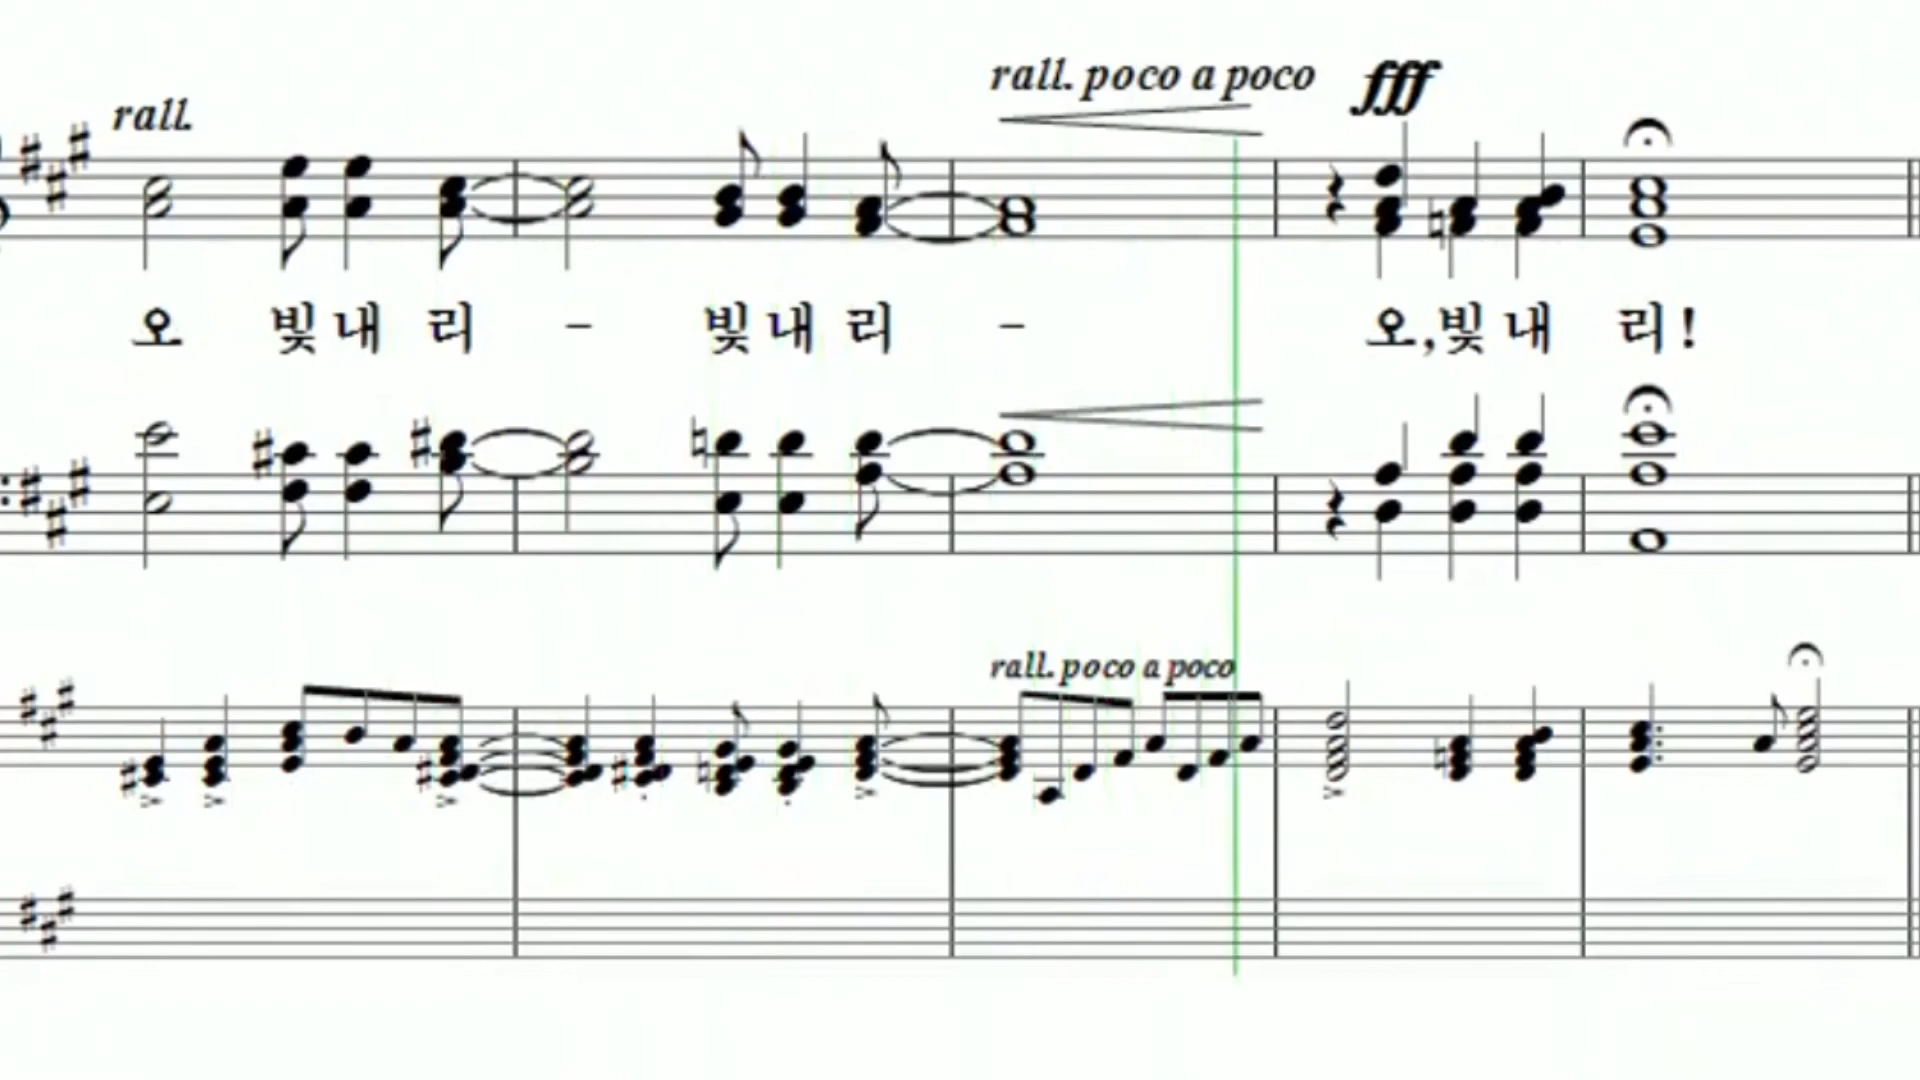 rall.
rall. poco a poco
fff
오 빛 내 리 - 빛 내 리 - 오, 빛 내 리!
rall. poco a poco